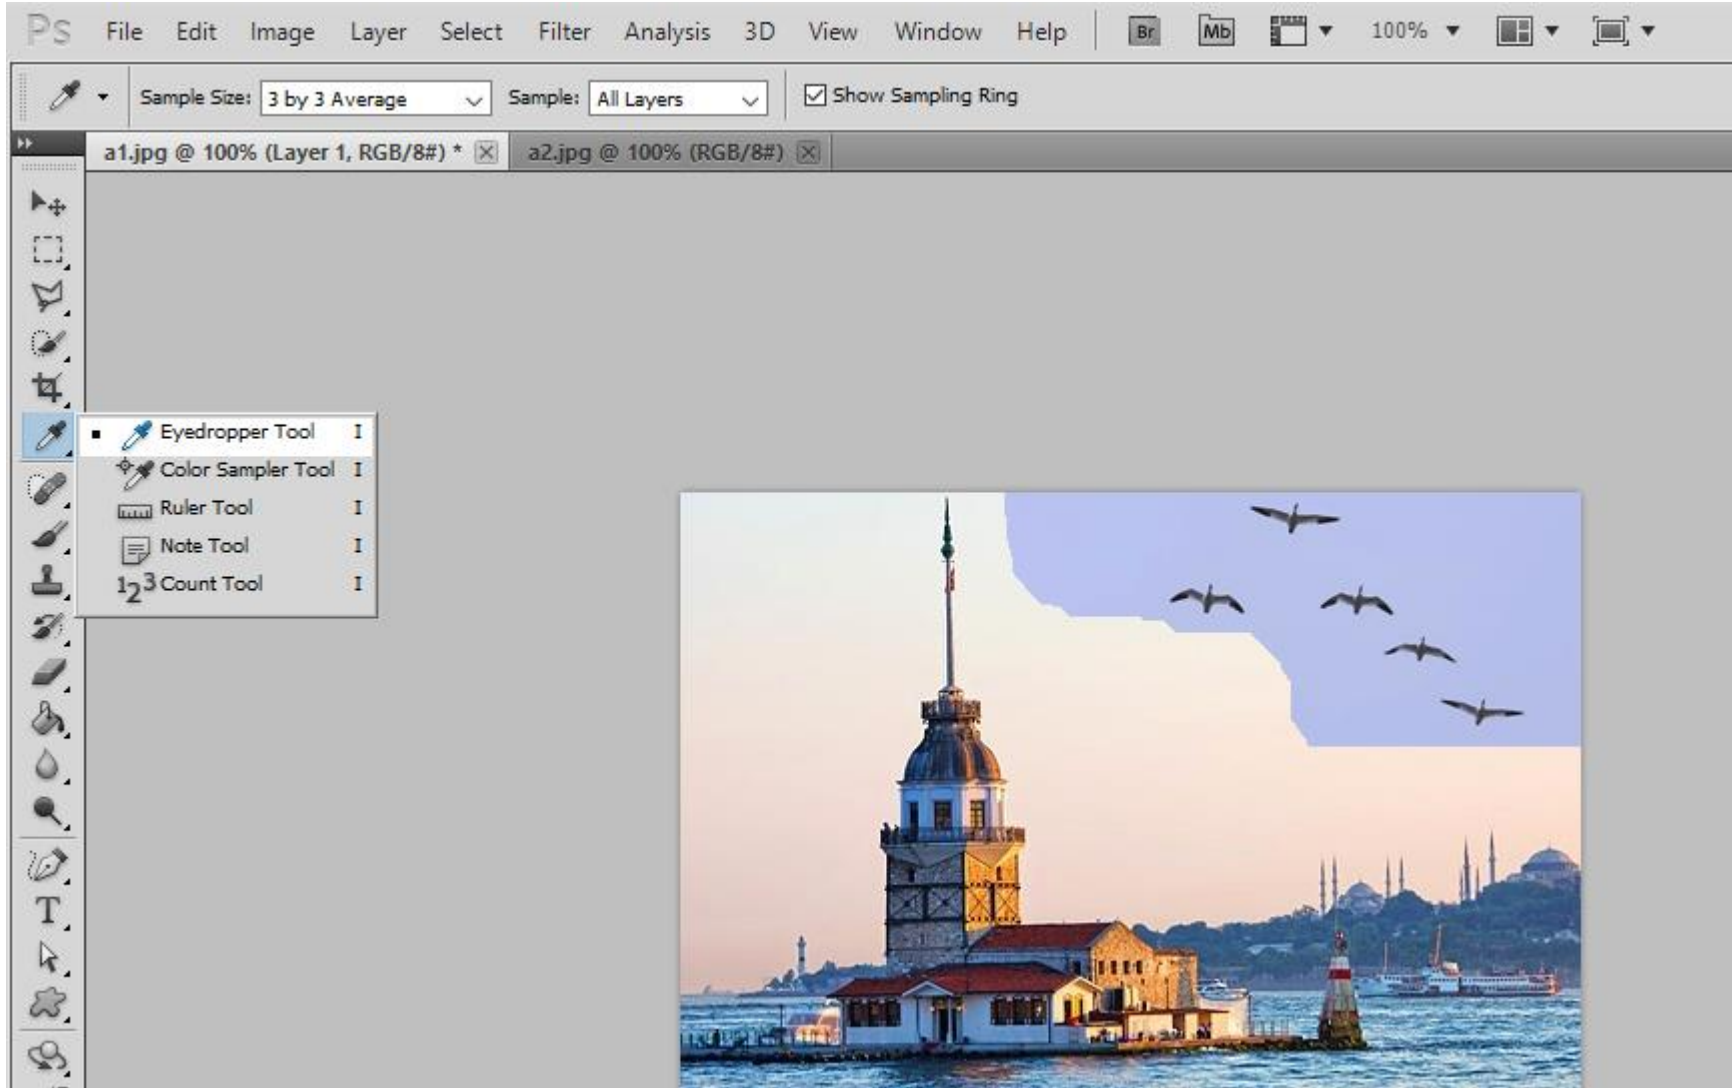 Ps File Edit Image Layer Select Filter Analysis 3D View Window Help Br Mb 100%
Sample Size: 3 by 3 Average Sample: All Layers Show Sampling Ring
a1.jpg @ 100% (Layer 1, RGB/8#) * a2.jpg @ 100% (RGB/8#)
Eyedropper Tool I
Color Sampler Tool I
Ruler Tool I
Note Tool I
123 Count Tool I
T